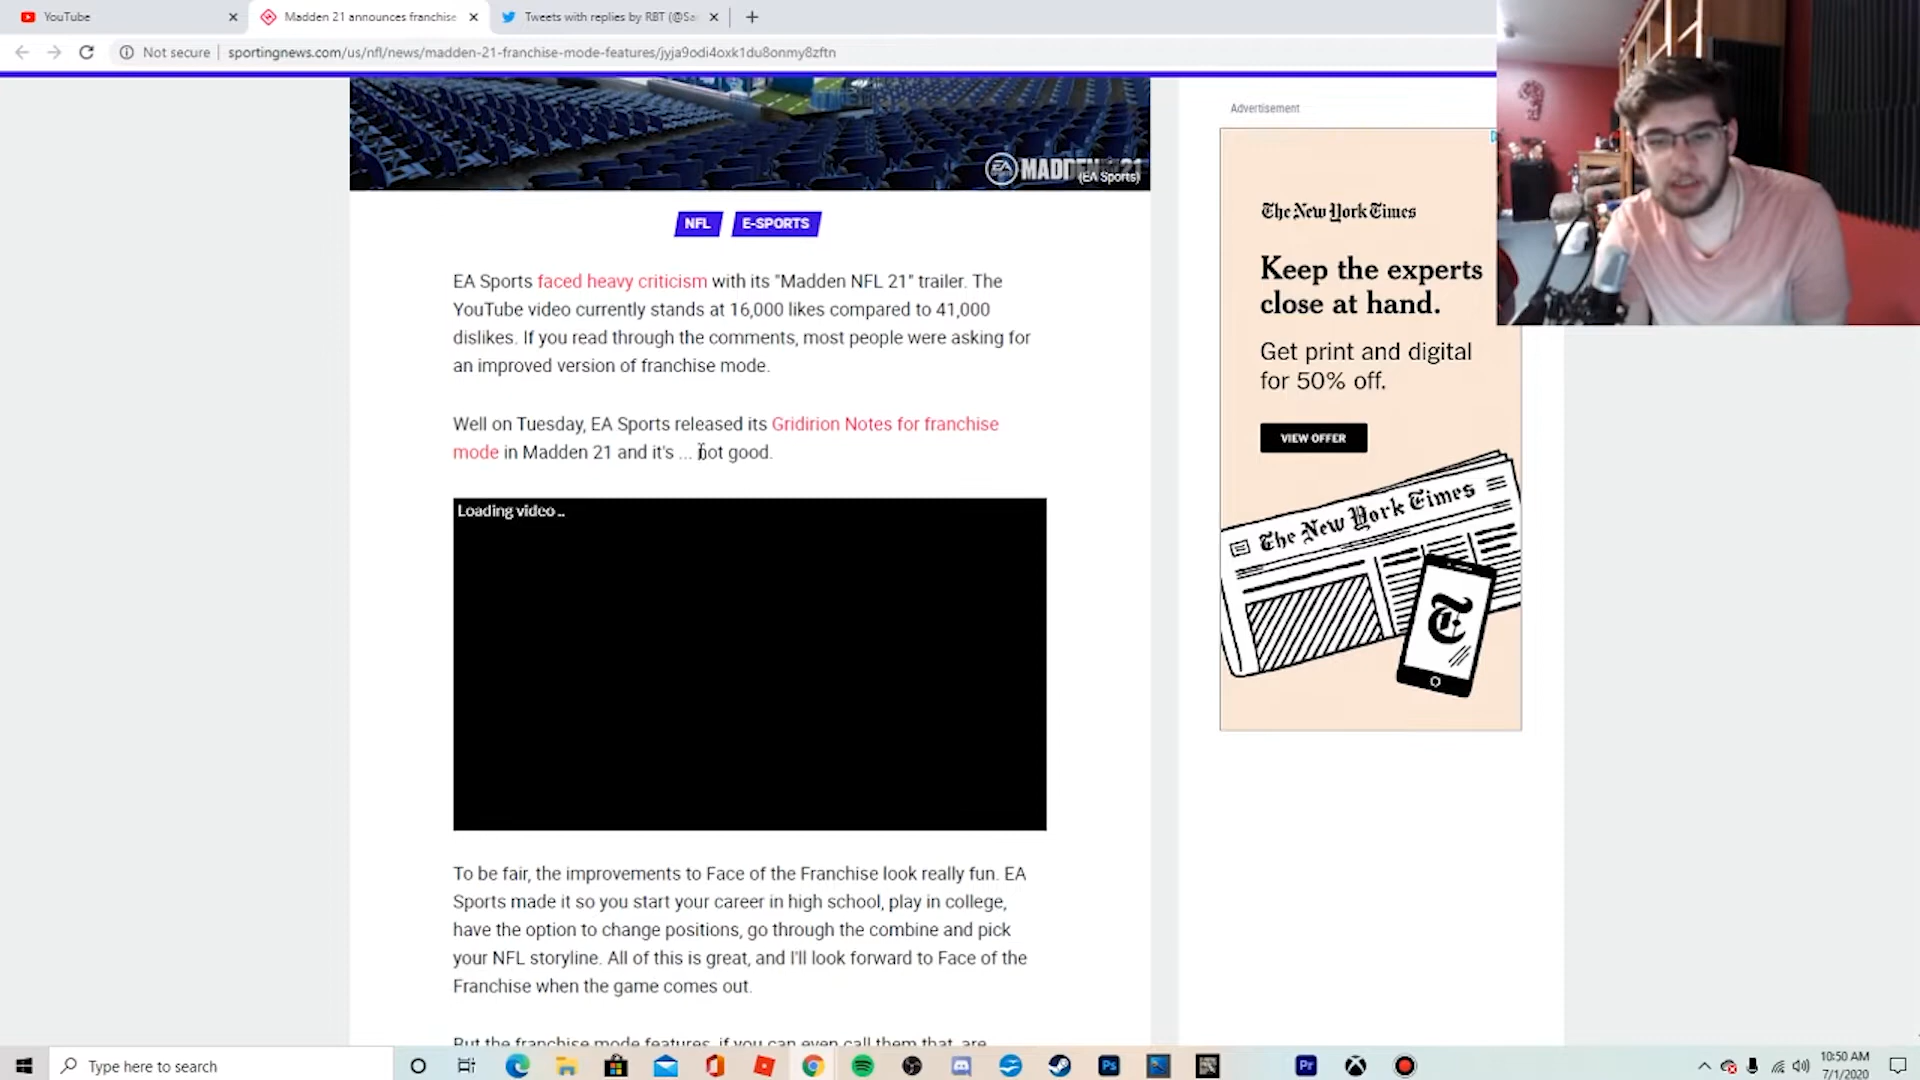 YouTube
Madden 21 announces franchise
Tweets with replies by RBT (@Sa
Not secure
sportingnews.com/us/nfl/news/madden-21-franchise-mode-features/jyja9odi4oxk1du8onmy8zftn
EA MADDEN 21
(EA Sports)
NFL
E-SPORTS
EA Sports faced heavy criticism with its "Madden NFL 21" trailer. The
YouTube video currently stands at 16,000 likes compared to 41,000
dislikes. If you read through the comments, most people were asking for
an improved version of franchise mode.
Well on Tuesday, EA Sports released its Gridirion Notes for franchise
mode in Madden 21 and it's ... not good.
Loading video ..
To be fair, the improvements to Face of the Franchise look really fun. EA
Sports made it so you start your career in high school, play in college,
have the option to change positions, go through the combine and pick
your NFL storyline. All of this is great, and I'll look forward to Face of the
Franchise when the game comes out.
But the franchise mode features, if you can even call them that, are
Advertisement
The New York Times
Keep the experts
close at hand.
Get print and digital
for 50% off.
VIEW OFFER
The New York Times
T
Type here to search
Ps
Pr
10:50 AM
7/1/2020